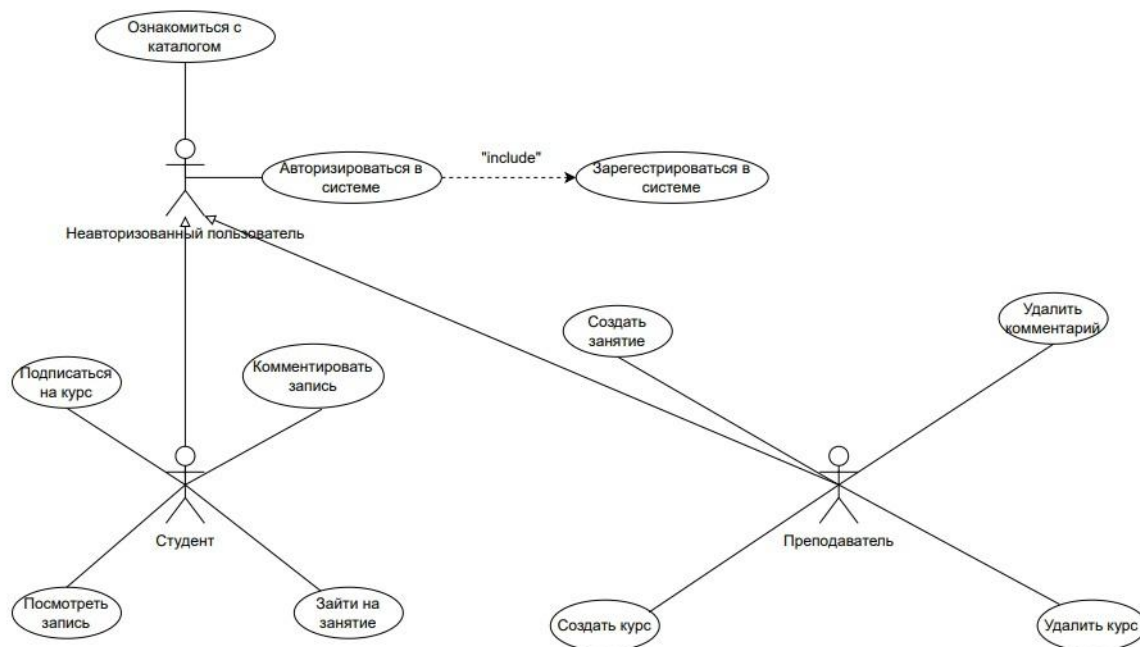 Ознакомиться с
каталогом
Авторизироваться в
системе
"include"
Зарегестрироваться в
системе
Неавторизованный пользователь
Создать
занятие
Удалить
комментарий
Подписаться
на курс
Комментировать
запись
Студент
Преподаватель
Посмотреть
запись
Зайти на
занятие
Создать курс
Удалить курс